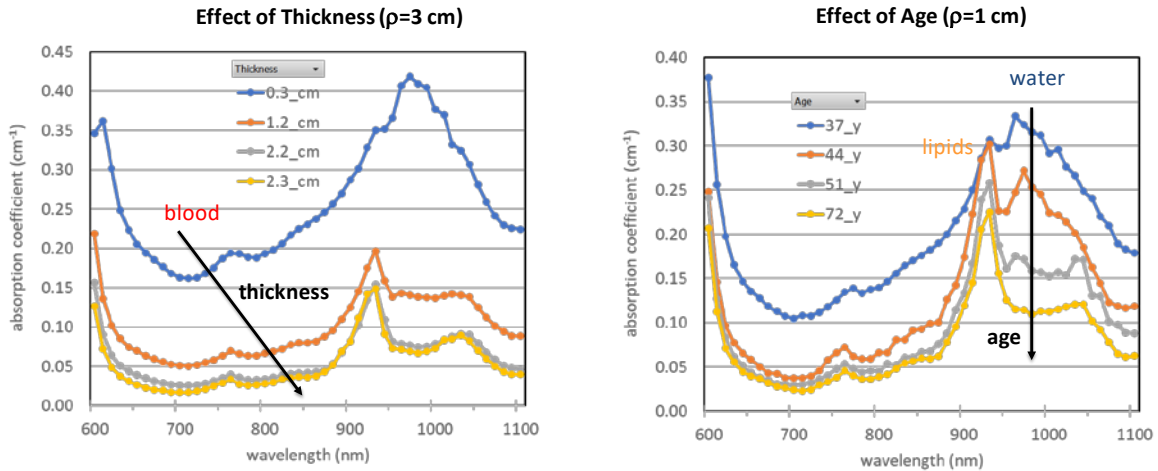 Effect of Thickness (ρ=3 cm)
absorption coefficient (cm⁻¹)
0.45
0.40
0.35
0.30
0.25
0.20
0.15
0.10
0.05
0.00
Thickness
0.3_cm
1.2_cm
2.2_cm
2.3_cm
blood
thickness
600 700 800 900 1000 1100
wavelength (nm)
Effect of Age (ρ=1 cm)
absorption coefficient (cm⁻¹)
0.40
0.35
0.30
0.25
0.20
0.15
0.10
0.05
0.00
water
Age
37_y
44_y
51_y
72_y
lipids
age
600 700 800 900 1000 1100
wavelength (nm)